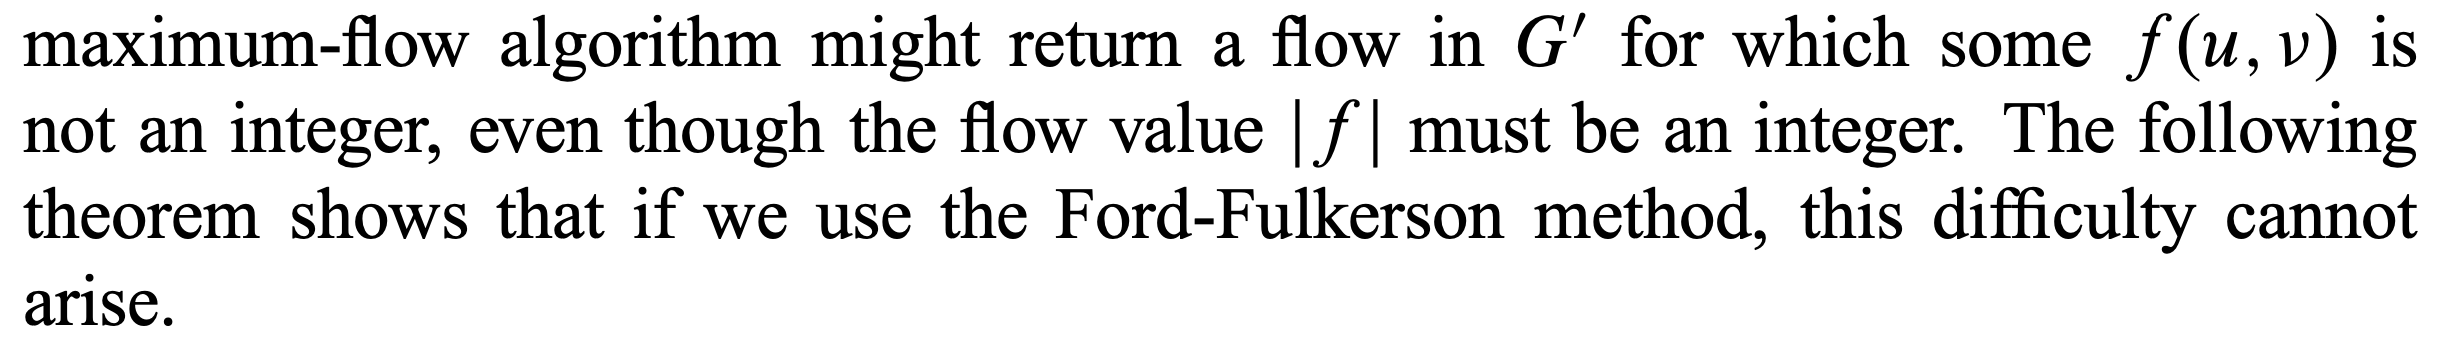 maximum-flow algorithm might return a flow in G′ for which some f(u, v) is
not an integer, even though the flow value |f| must be an integer. The following
theorem shows that if we use the Ford-Fulkerson method, this difficulty cannot
arise.